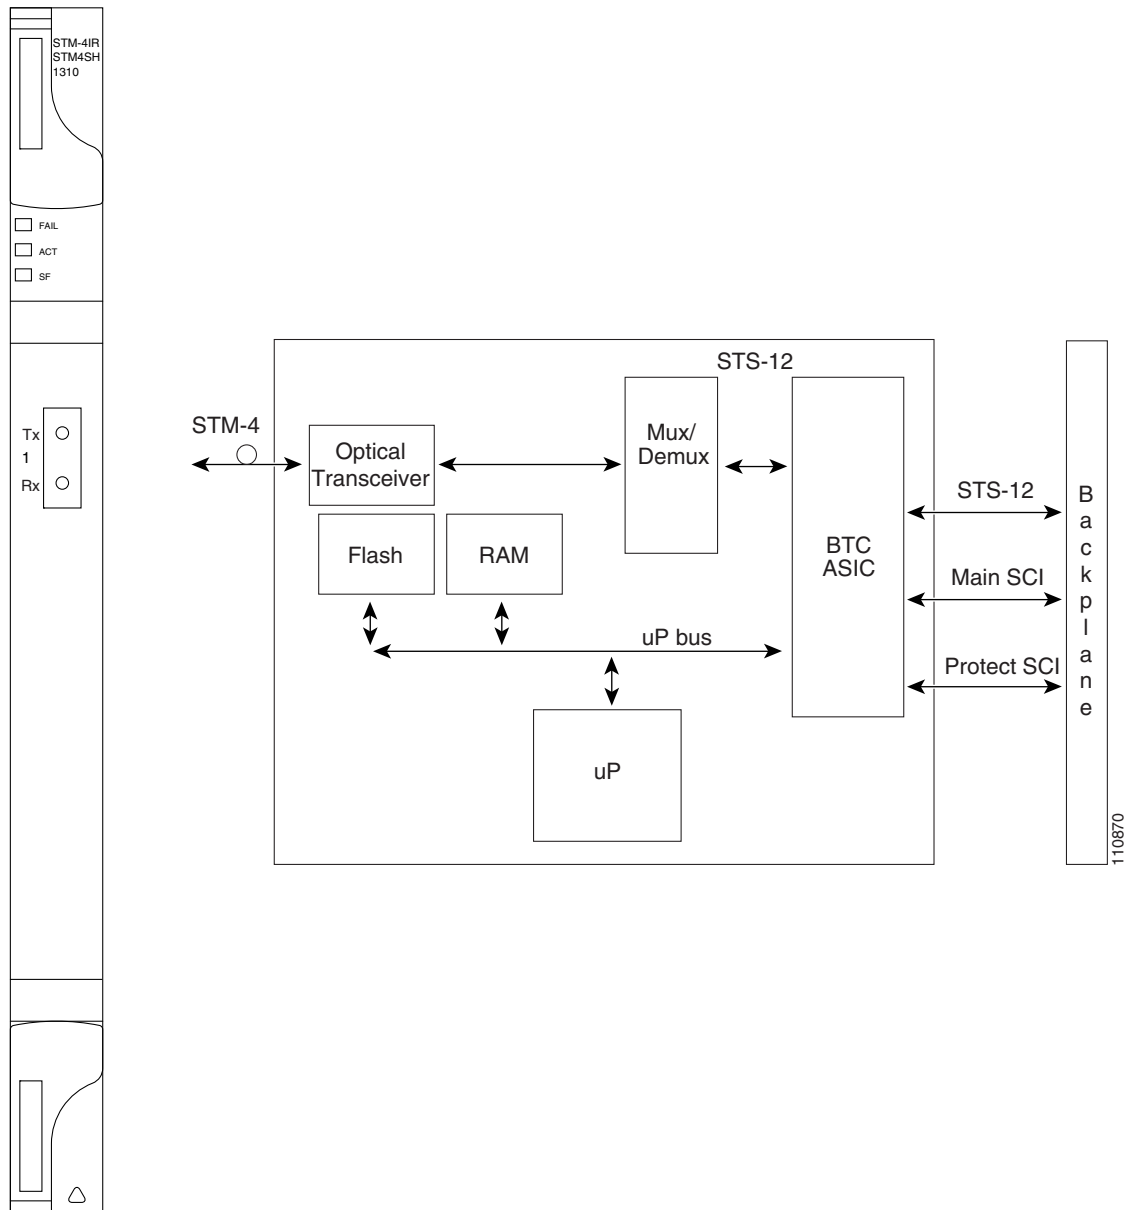 STM-4IR
STM4SH
1310
FAIL
ACT
SF
Tx
1
Rx
STM-4
Optical
Transceiver
Flash
RAM
Mux/
Demux
STS-12
BTC
ASIC
uP bus
uP
STS-12
Main SCI
Protect SCI
Backplane
110870